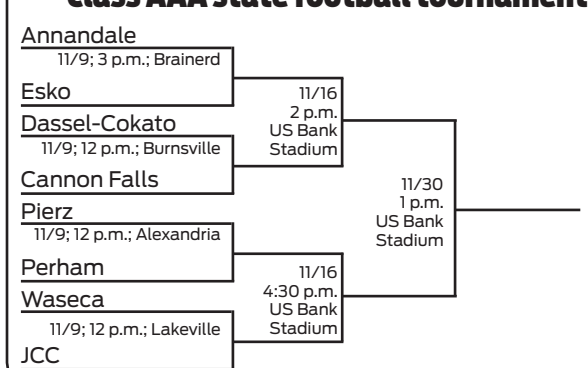 Class AAA state football tournament
Annandale
11/9; 3 p.m.; Brainerd
Esko
Dassel-Cokato
11/9; 12 p.m.; Burnsville
Cannon Falls
Pierz
11/9; 12 p.m.; Alexandria
Perham
Waseca
11/9; 12 p.m.; Lakeville
JCC
11/16
2 p.m.
US Bank
Stadium
11/16
4:30 p.m.
US Bank
Stadium
11/30
1 p.m.
US Bank
Stadium